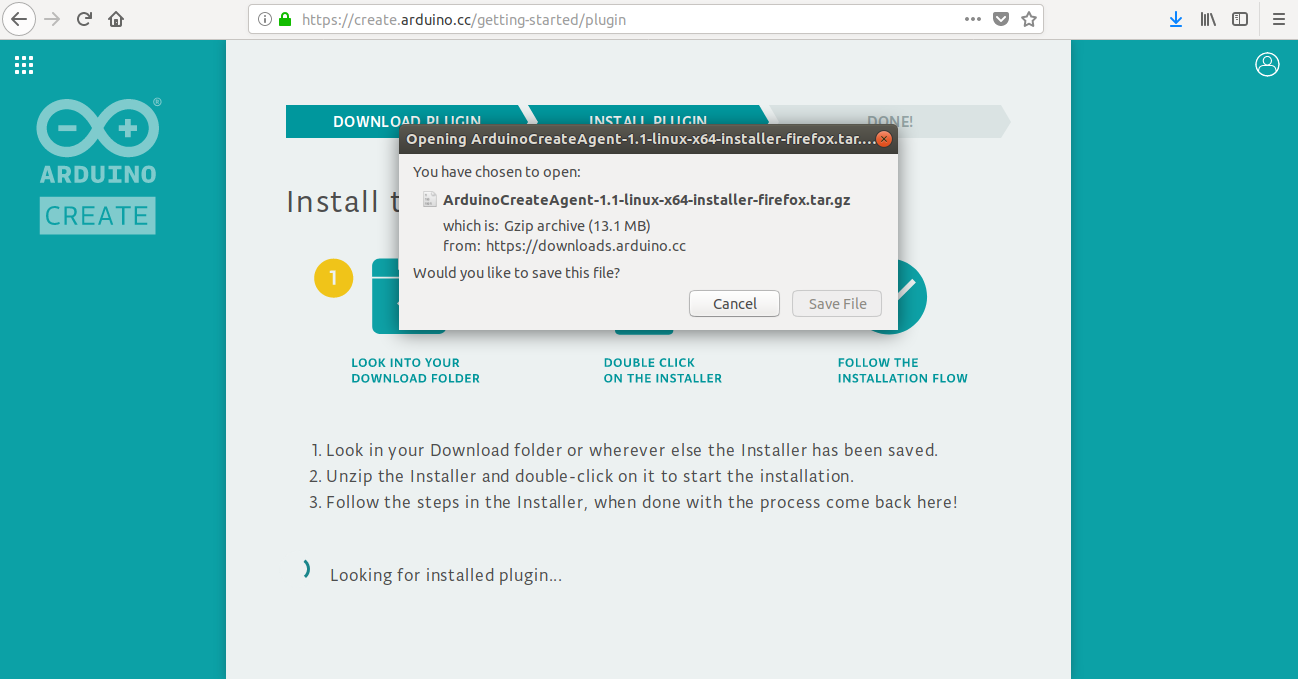 https://create.arduino.cc/getting-started/plugin
ARDUINO
CREATE
DOWNLOAD PLUGIN
INSTALL PLUGIN
DONE!
Opening ArduinoCreateAgent-1.1-linux-x64-installer-firefox.tar....
You have chosen to open:
ArduinoCreateAgent-1.1-linux-x64-installer-firefox.tar.gz
which is: Gzip archive (13.1 MB)
from: https://downloads.arduino.cc
Would you like to save this file?
Cancel
Save File
Install
1
LOOK INTO YOUR
DOWNLOAD FOLDER
DOUBLE CLICK
ON THE INSTALLER
FOLLOW THE
INSTALLATION FLOW
1. Look in your Download folder or wherever else the Installer has been saved.
2. Unzip the Installer and double-click on it to start the installation.
3. Follow the steps in the Installer, when done with the process come back here!
Looking for installed plugin...